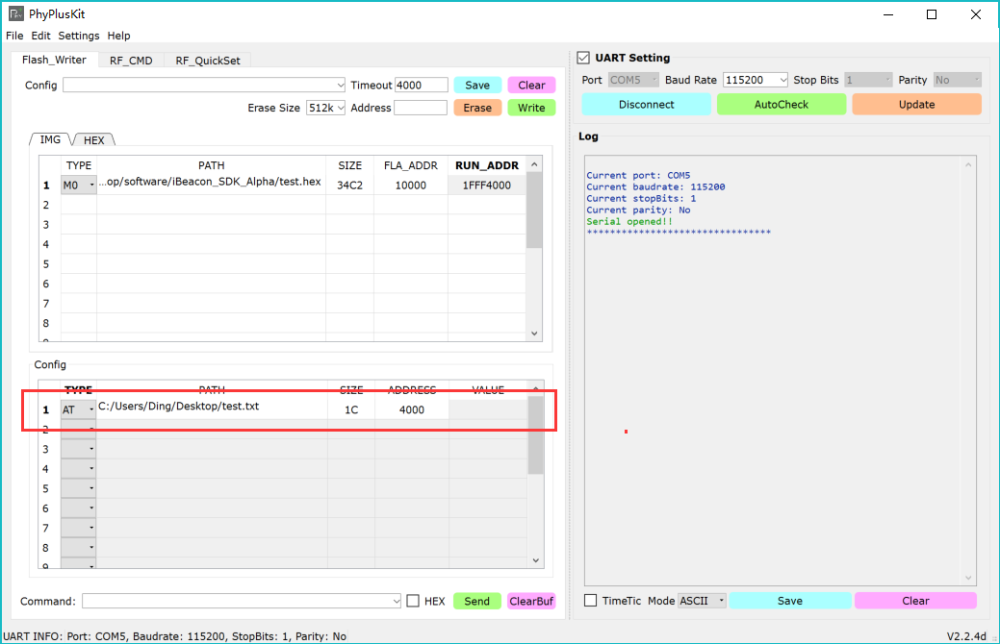 PhyPlusKit
File Edit Settings Help
Flash_Writer RF_CMD RF_QuickSet
Config Timeout 4000 Save Clear
Erase Size 512k Address Erase Write
IMG HEX
TYPE PATH SIZE FLA_ADDR RUN_ADDR
1 M0 ...op/software/iBeacon_SDK_Alpha/test.hex 34C2 10000 1FFF4000
2
3
4
5
6
7
8
9
Config
TYPE PATH SIZE ADDRESS VALUE
1 AT C:/Users/Ding/Desktop/test.txt 1C 4000
2
3
4
5
6
7
8
9
Command: HEX Send ClearBuf
UART Setting
Port COM5 Baud Rate 115200 Stop Bits 1 Parity No
Disconnect AutoCheck Update
Log
Current port: COM5
Current baudrate: 115200
Current stopBits: 1
Current parity: No
Serial opened!!
********************************
TimeTic Mode ASCII Save Clear
UART INFO: Port: COM5, Baudrate: 115200, StopBits: 1, Parity: No V2.2.4d